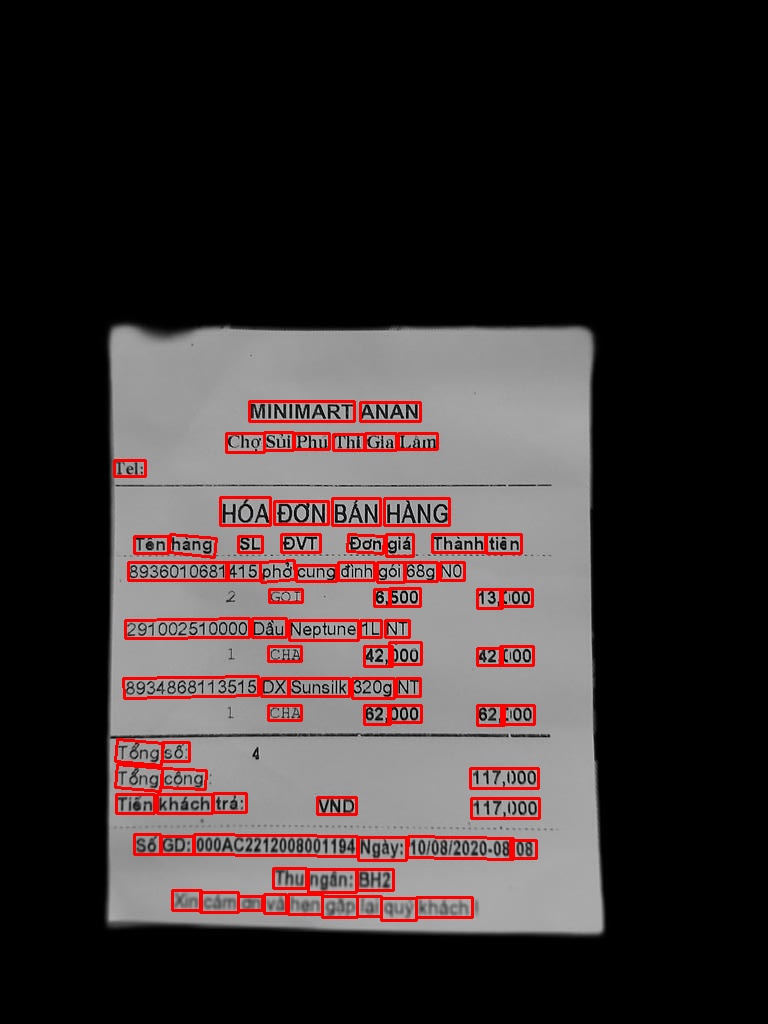 MINIMART ANAN
Chợ Sủi Phú Thị Gia Lâm
Tel:
HÓA ĐƠN BÁN HÀNG
Tên hàng SL ĐVT Đơn giá Thành tiền
8936010681415 phở cung đình gói 68g N0
2 GOI 6,500 13,000
291002510000 Dầu Neptune 1L NT
1 CHA 42,000 42,000
8934868113515 DX Sunsilk 320g NT
1 CHA 62,000 62,000
Tổng số: 4
Tổng cộng: 117,000
Tiền khách trả: VND 117,000
Số GD: 000AC2212008001194 Ngày: 10/08/2020-08:08
Thu ngân: BH2
Xin cảm ơn và hẹn gặp lại quý khách !